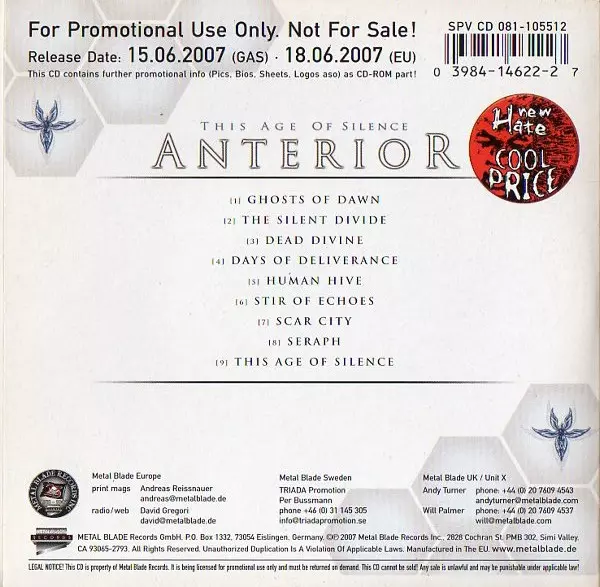 For Promotional Use Only. Not For Sale!
Release Date: 15.06.2007 (GAS) · 18.06.2007 (EU)
This CD contains further promotional info (Pics, Bios, Sheets, Logos aso) as CD-ROM part!
SPV CD 081-105512
0 3984-14622-2 7
new
Hate
COOL
PRICE
THIS AGE OF SILENCE
ANTERIOR
[1] GHOSTS OF DAWN
[2] THE SILENT DIVIDE
[3] DEAD DIVINE
[4] DAYS OF DELIVERANCE
[5] HUMAN HIVE
[6] STIR OF ECHOES
[7] SCAR CITY
[8] SERAPH
[9] THIS AGE OF SILENCE
METAL BLADE RECORDS
Metal Blade Europe
print mags Andreas Reissnauer
andreas@metalblade.de
radio/web David Gregori
david@metalblade.de
Metal Blade Sweden
TRIADA Promotion
Per Bussmann
phone +46 (0) 31 145 305
info@triadapromotion.se
Metal Blade UK / Unit X
Andy Turner phone: +44 (0) 20 7609 4543
andyturner@metalblade.com
Will Palmer phone: +44 (0) 20 7609 4537
will@metalblade.com
METAL BLADE Records GmbH, P.O. Box 1332, 73054 Eislingen, Germany. ©℗ 2007 Metal Blade Records Inc., 2828 Cochran St. PMB 302, Simi Valley,
CA 93065-2793. All Rights Reserved. Unauthorized Duplication Is A Violation Of Applicable Laws. Manufactured in The EU. www.metalblade.de
LEGAL NOTICE! This CD is property of Metal Blade Records. It is being licensed for promotional use only and must be returned on demand. This CD cannot be sold! Any sales is unlawful and may be punishable under applicable law!